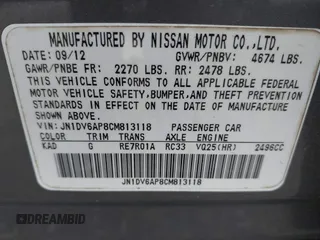 MANUFACTURED BY NISSAN MOTOR CO.,LTD.
DATE: 09/12 GVWR/PNBV: 4674 LBS.
GAWR/PNBE FR: 2270 LBS. RR: 2478 LBS.
THIS VEHICLE CONFORMS TO ALL APPLICABLE FEDERAL
MOTOR VEHICLE SAFETY,BUMPER,AND THEFT PREVENTION
STANDARDS IN EFFECT ON THE DATE OF MANUFACTURE
SHOWN ABOVE.
VIN: JN1DV6AP8CM813118 PASSENGER CAR
COLOR TRIM TRANS AXLE ENGINE
KAD G RE7R01A RC33 VQ25(HR) 2496CC
JN1DV6AP8CM813118
DREAMBID DREAMBID.COM